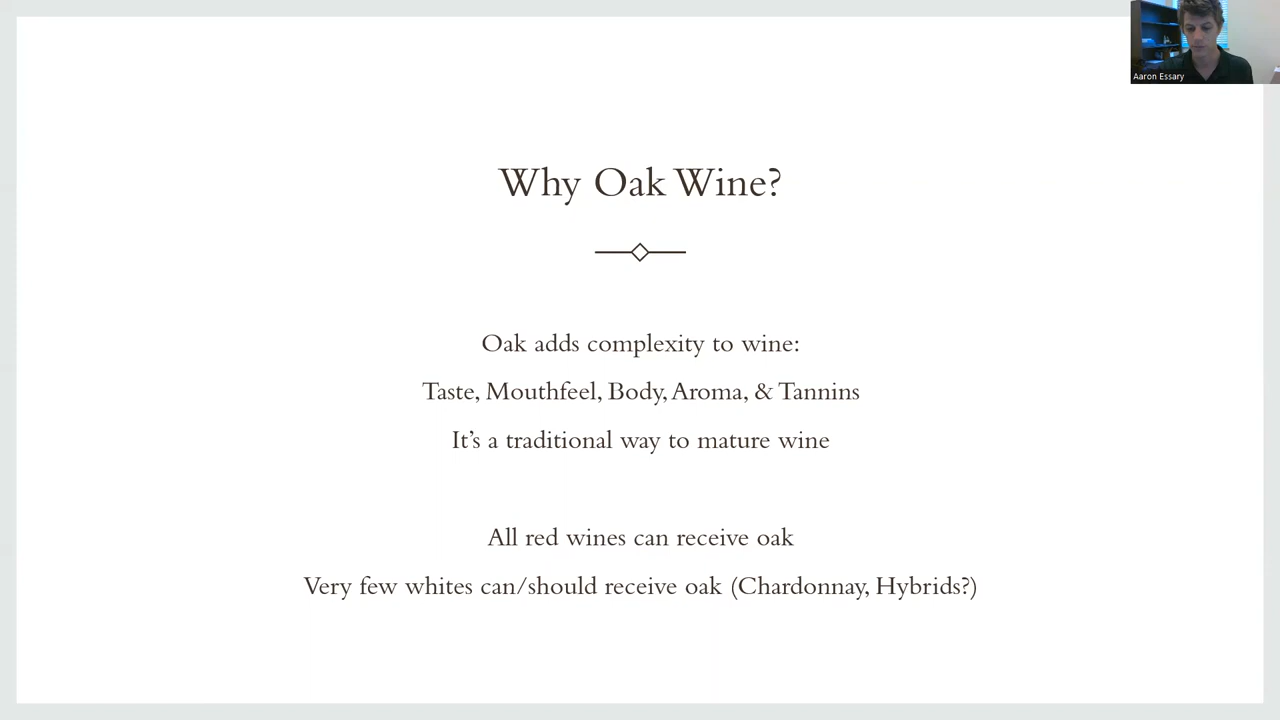 Aaron Essary
Why Oak Wine?
Oak adds complexity to wine:
Taste, Mouthfeel, Body, Aroma, & Tannins
It’s a traditional way to mature wine
All red wines can receive oak
Very few whites can/should receive oak (Chardonnay, Hybrids?)